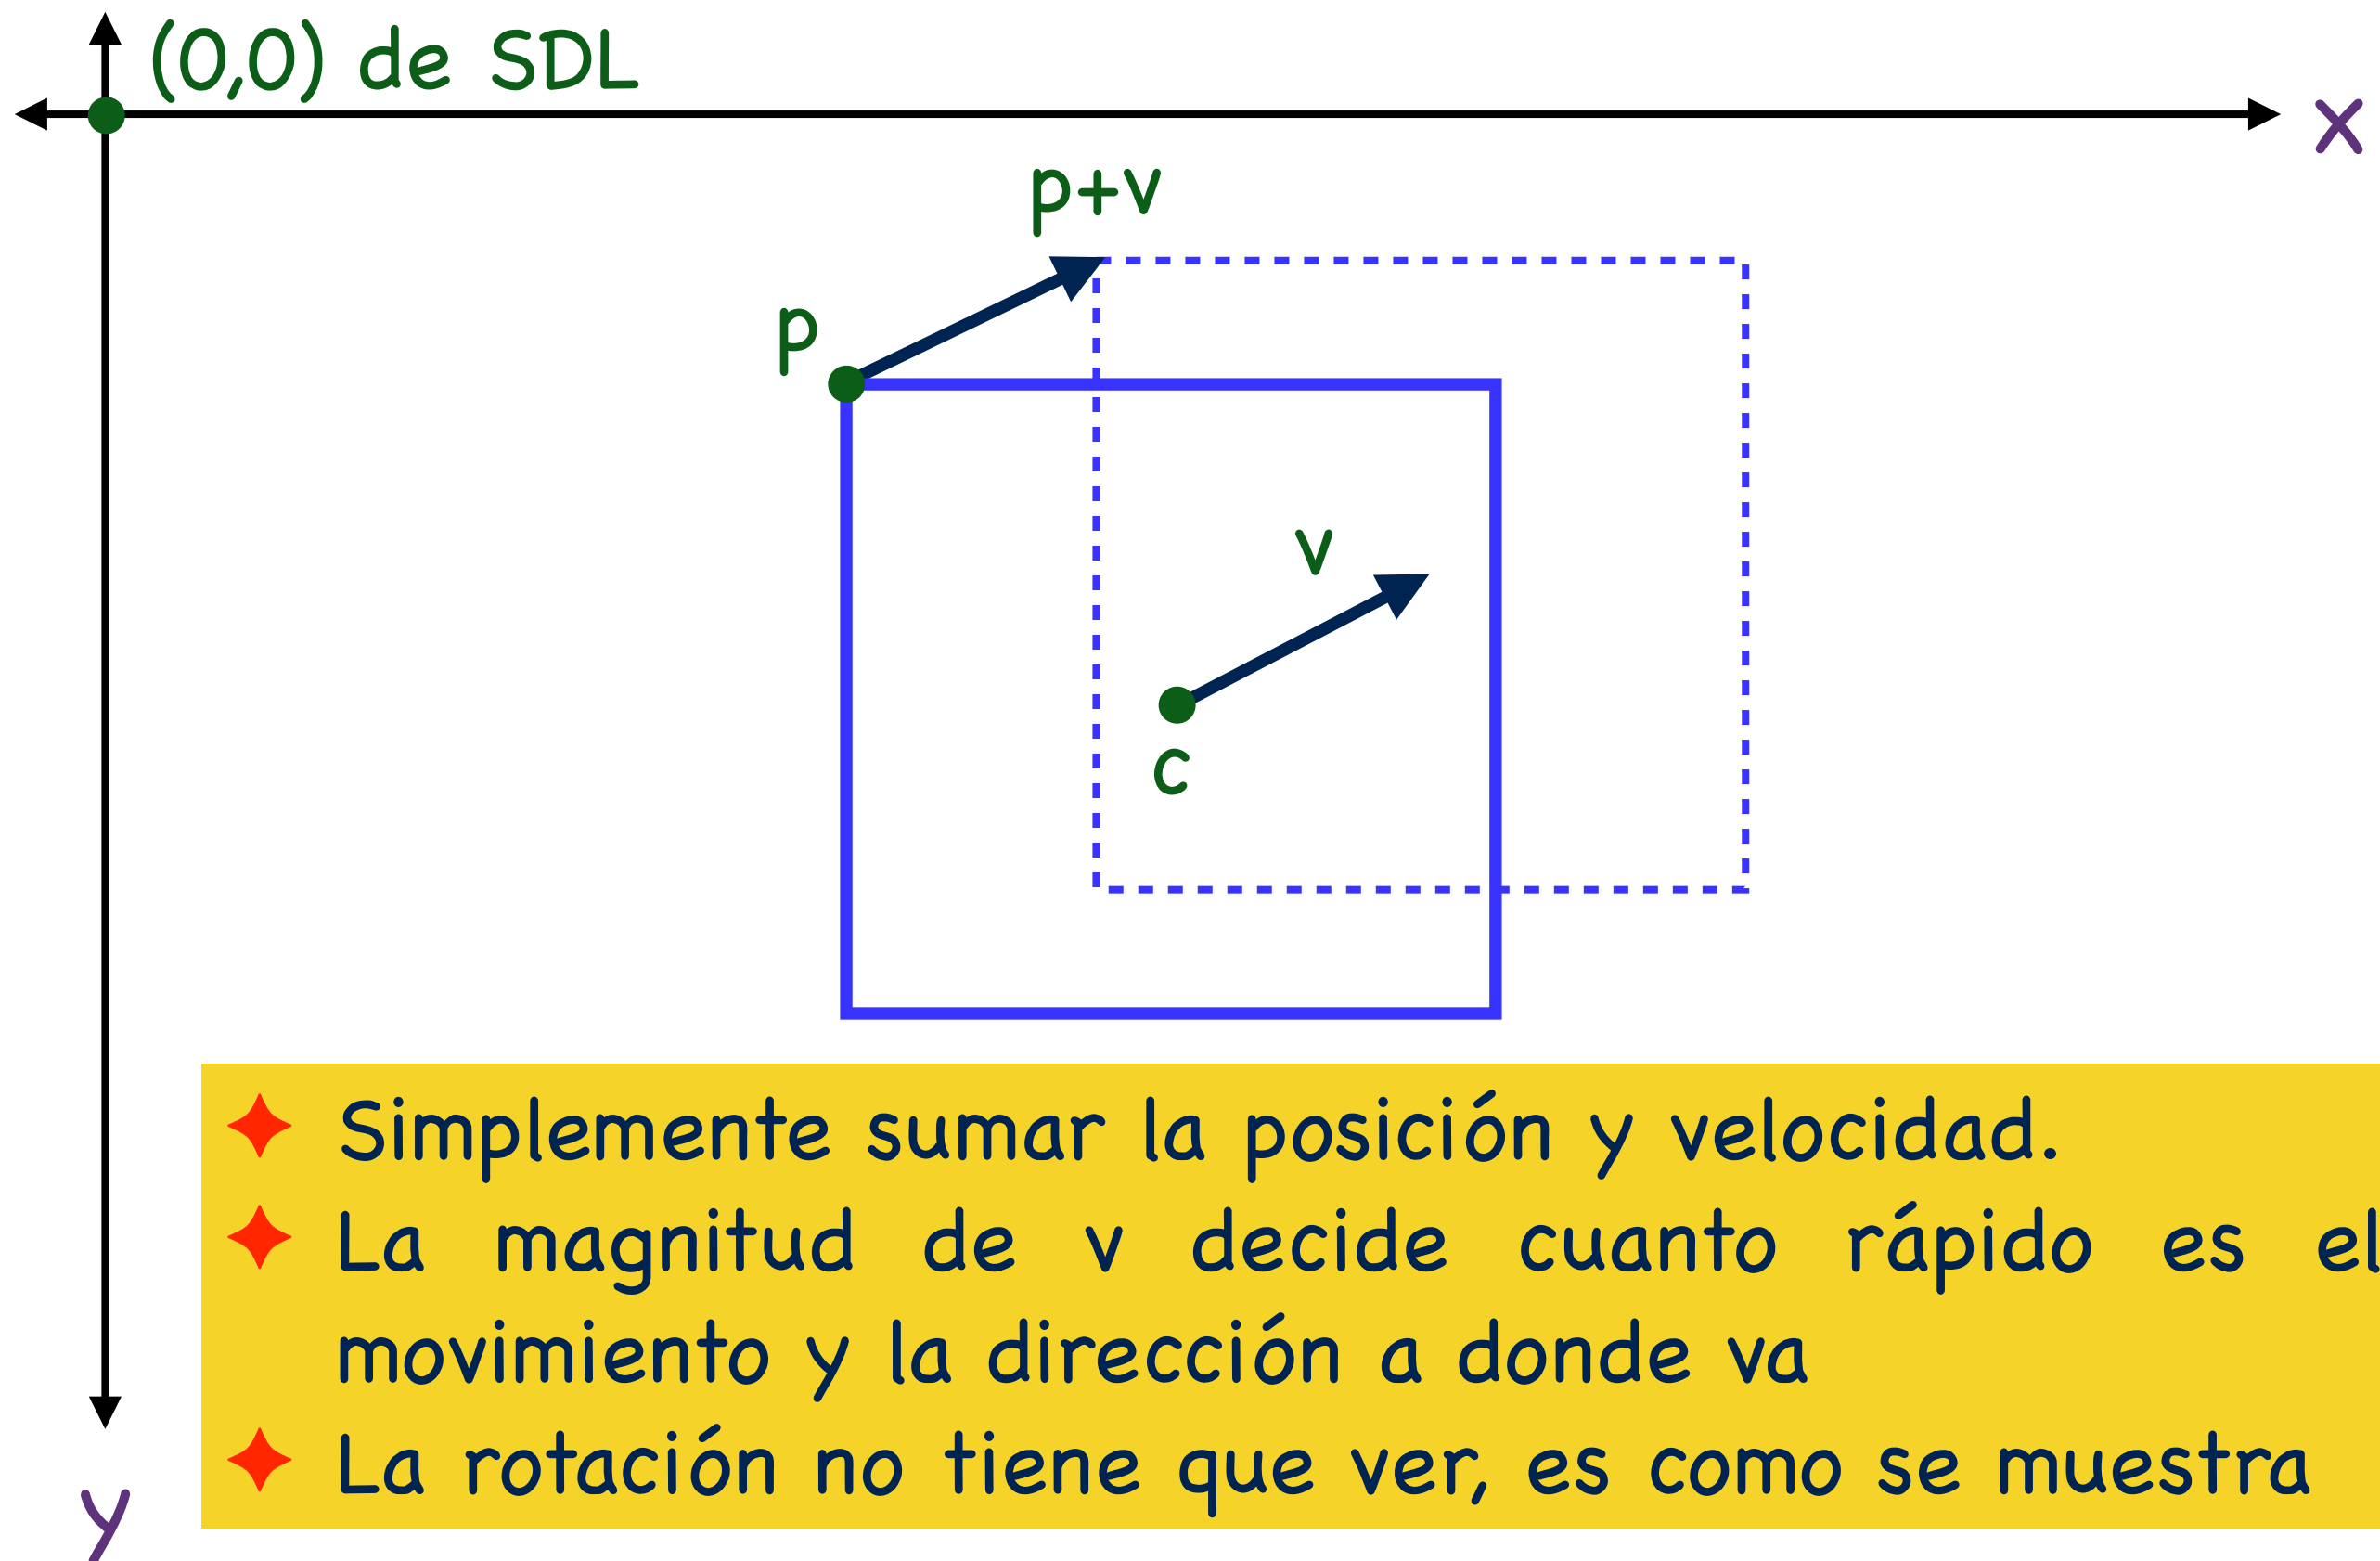 (0,0) de SDL
x
p+v
p
v
c
Simplemente sumar la posición y velocidad.
La magnitud de v decide cuanto rápido es el
movimiento y la dirección a donde va
La rotación no tiene que ver, es como se muestra
y